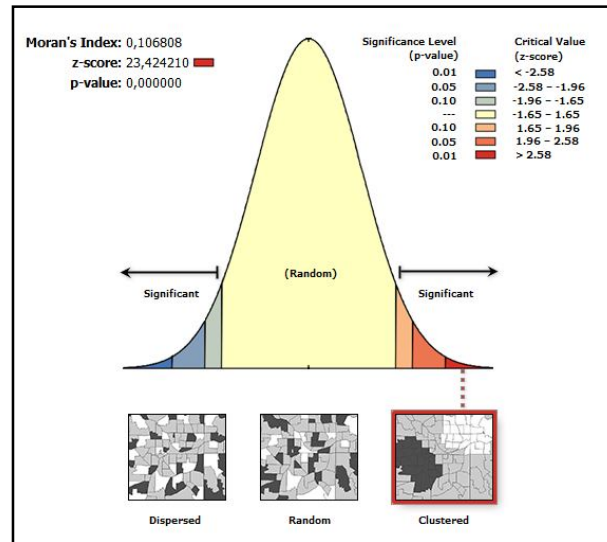 Moran's Index: 0,106808
z-score: 23,424210
p-value: 0,000000
Significance Level
(p-value)
Critical Value
(z-score)
0.01 < -2.58
0.05 -2.58 – -1.96
0.10 -1.96 – -1.65
--- -1.65 – 1.65
0.10 1.65 – 1.96
0.05 1.96 – 2.58
0.01 > 2.58
(Random)
Significant
Significant
Dispersed
Random
Clustered